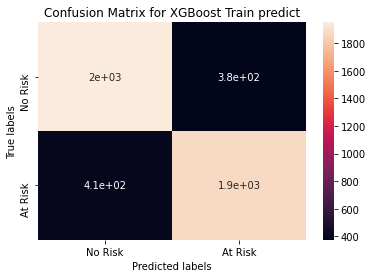 Confusion Matrix for XGBoost Train predict
True labels
No Risk
At Risk
2e+03
3.8e+02
4.1e+02
1.9e+03
No Risk
At Risk
Predicted labels
1800
1600
1400
1200
1000
800
600
400